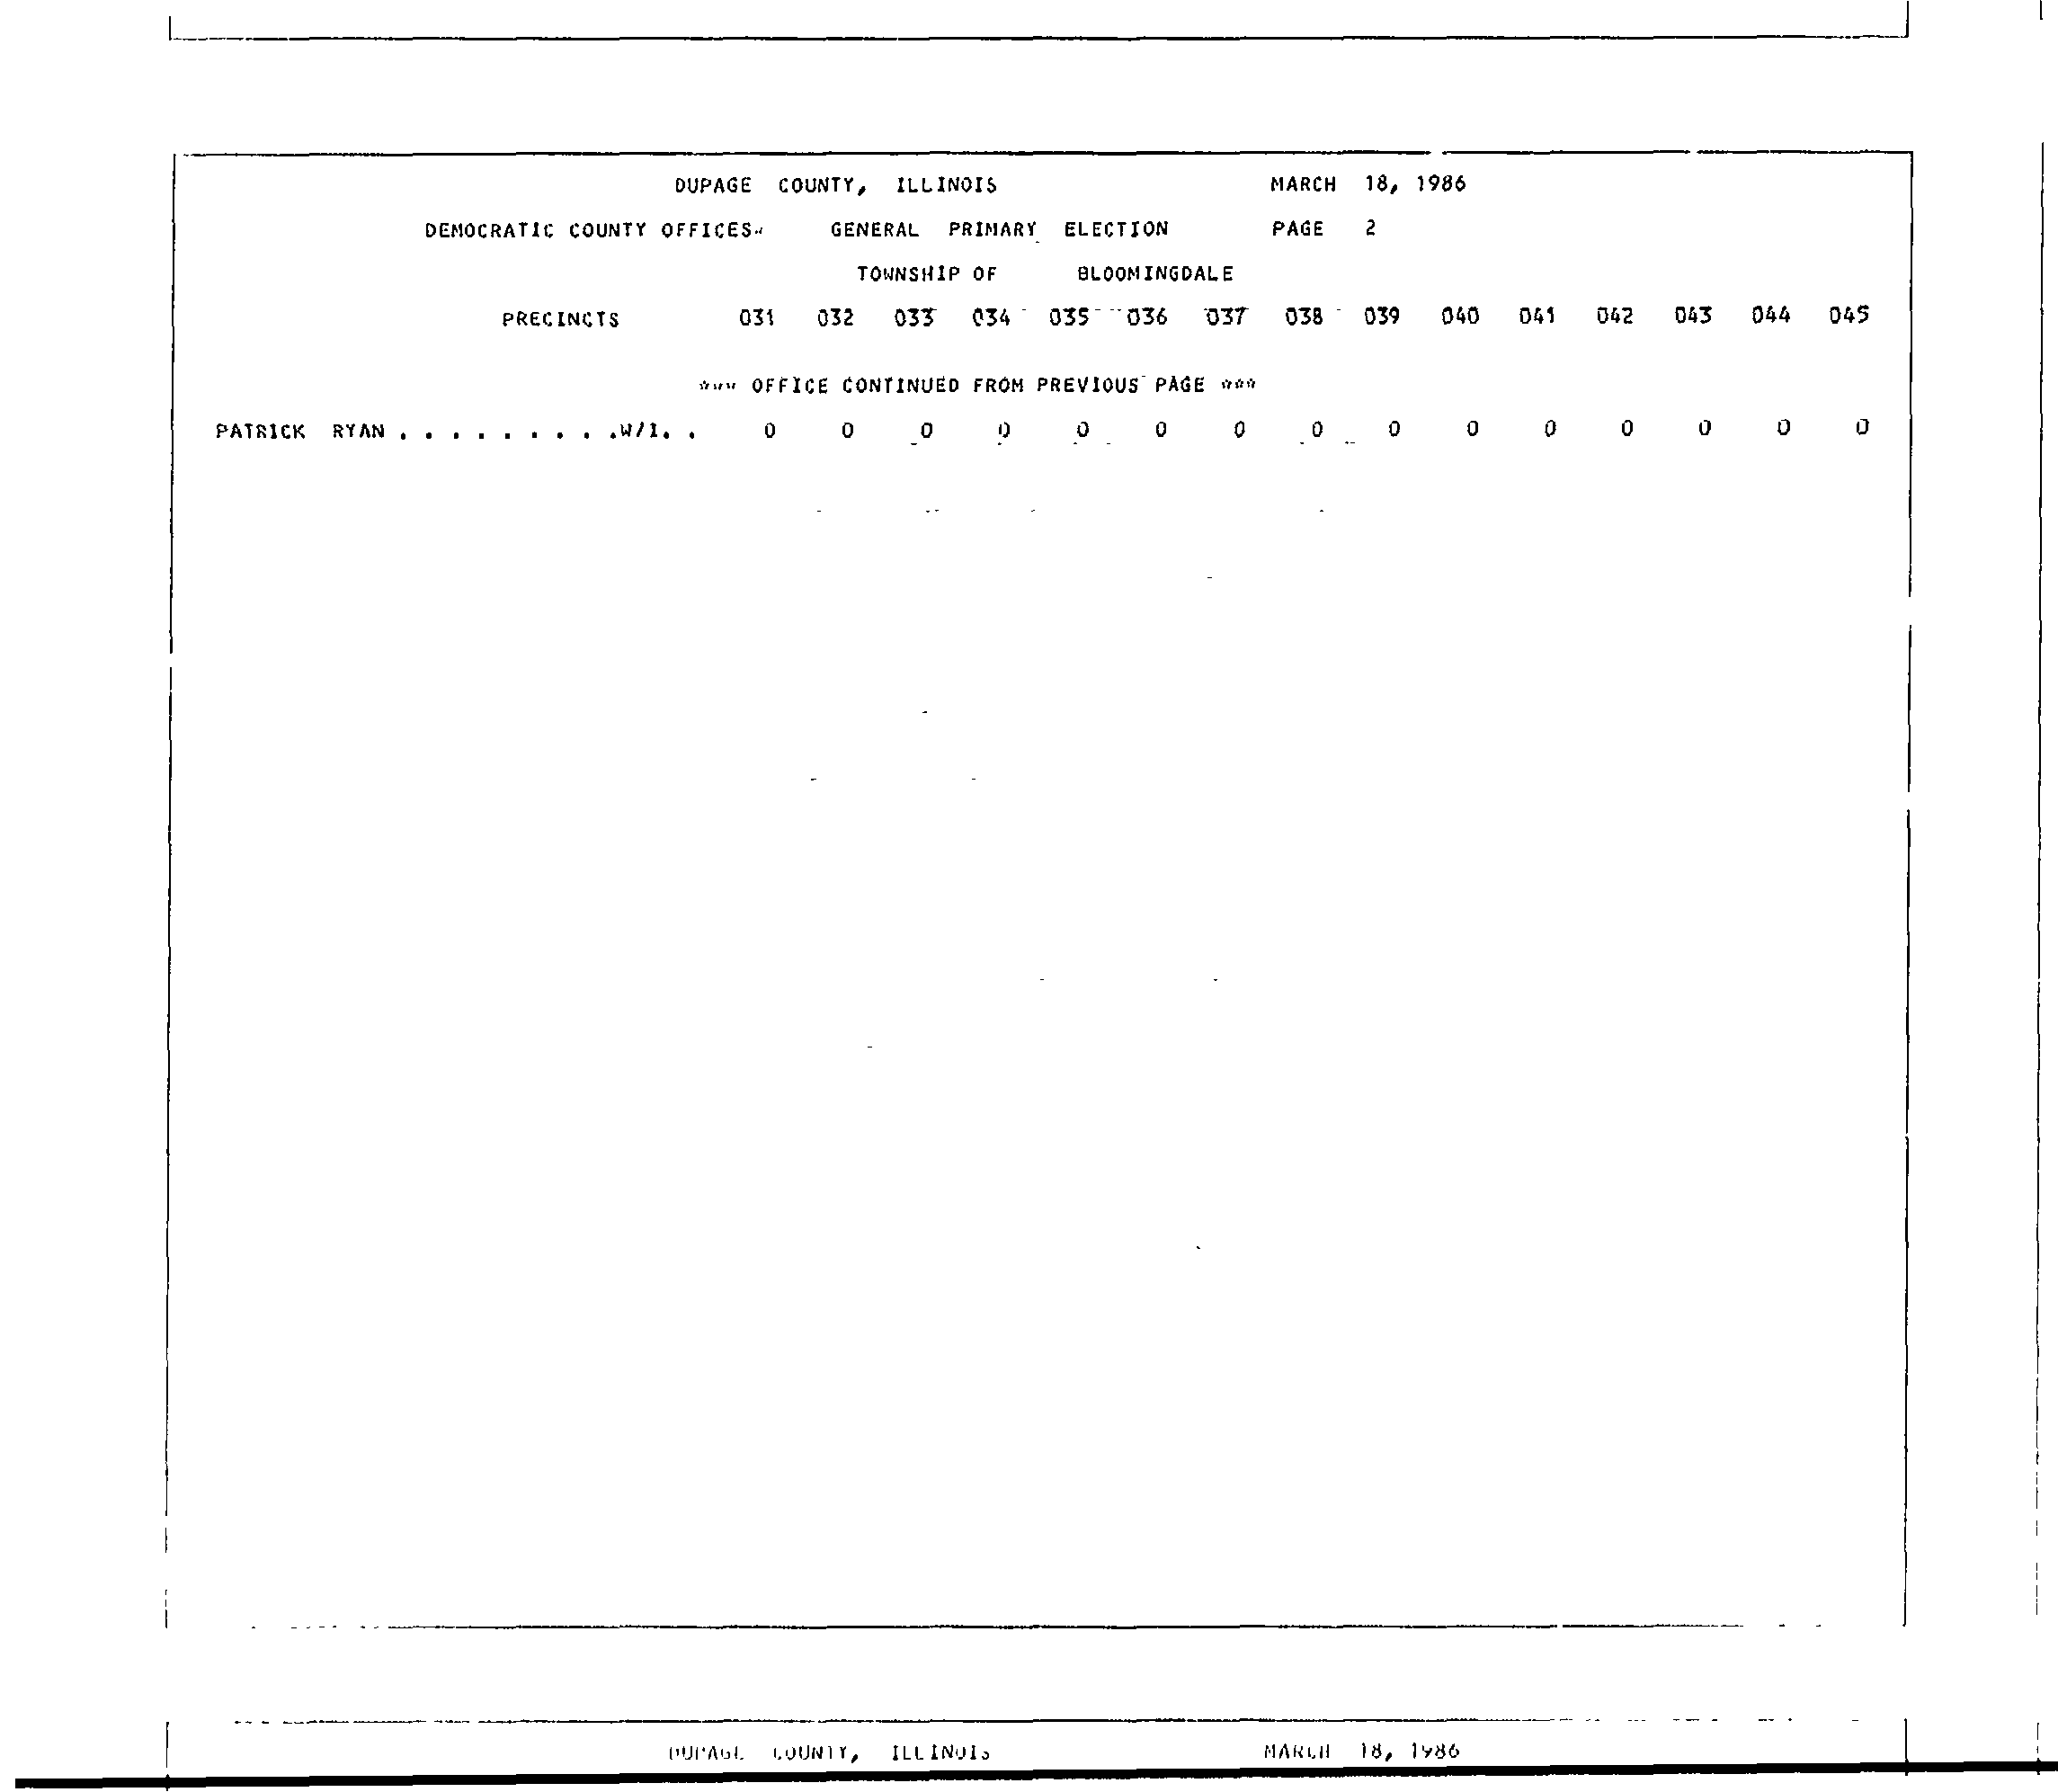 DUPAGE COUNTY, ILLINOIS MARCH 18, 1986
DEMOCRATIC COUNTY OFFICES- GENERAL PRIMARY ELECTION PAGE 2
TOWNSHIP OF BLOOMINGDALE
PRECINCTS 031 032 033 034 035 036 037 038 039 040 041 042 043 044 045
*** OFFICE CONTINUED FROM PREVIOUS PAGE ***
PATRICK RYAN . . . . . . . . .W/I. . 0 0 0 0 0 0 0 0 0 0 0 0 0 0 0
DUPAGE COUNTY, ILLINOIS MARCH 18, 1986